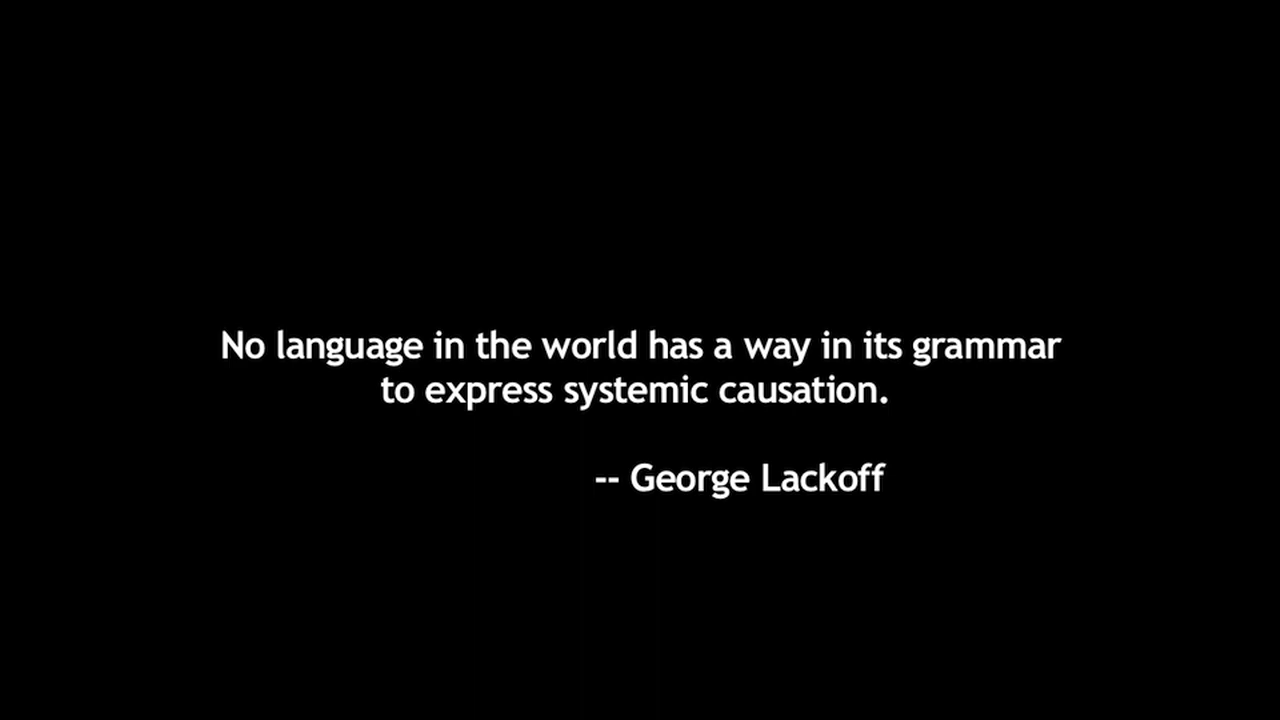 No language in the world has a way in its grammar
to express systemic causation.
-- George Lackoff